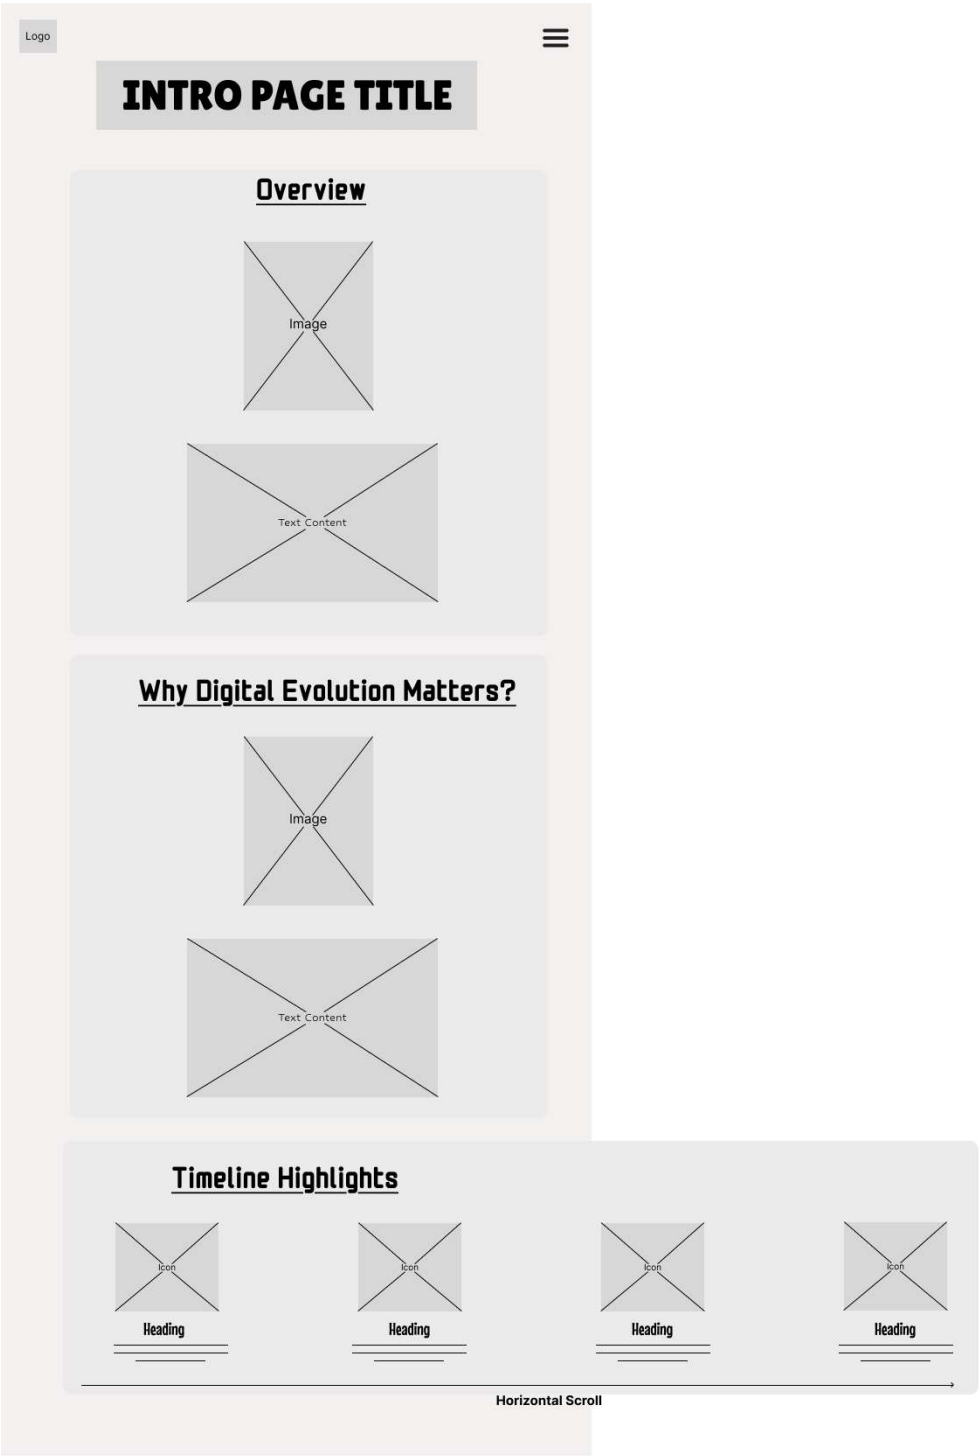 Logo
INTRO PAGE TITLE
Overview
Image
Text Content
Why Digital Evolution Matters?
Image
Text Content
Timeline Highlights
Icon Icon Icon Icon
Heading Heading Heading Heading
Horizontal Scroll